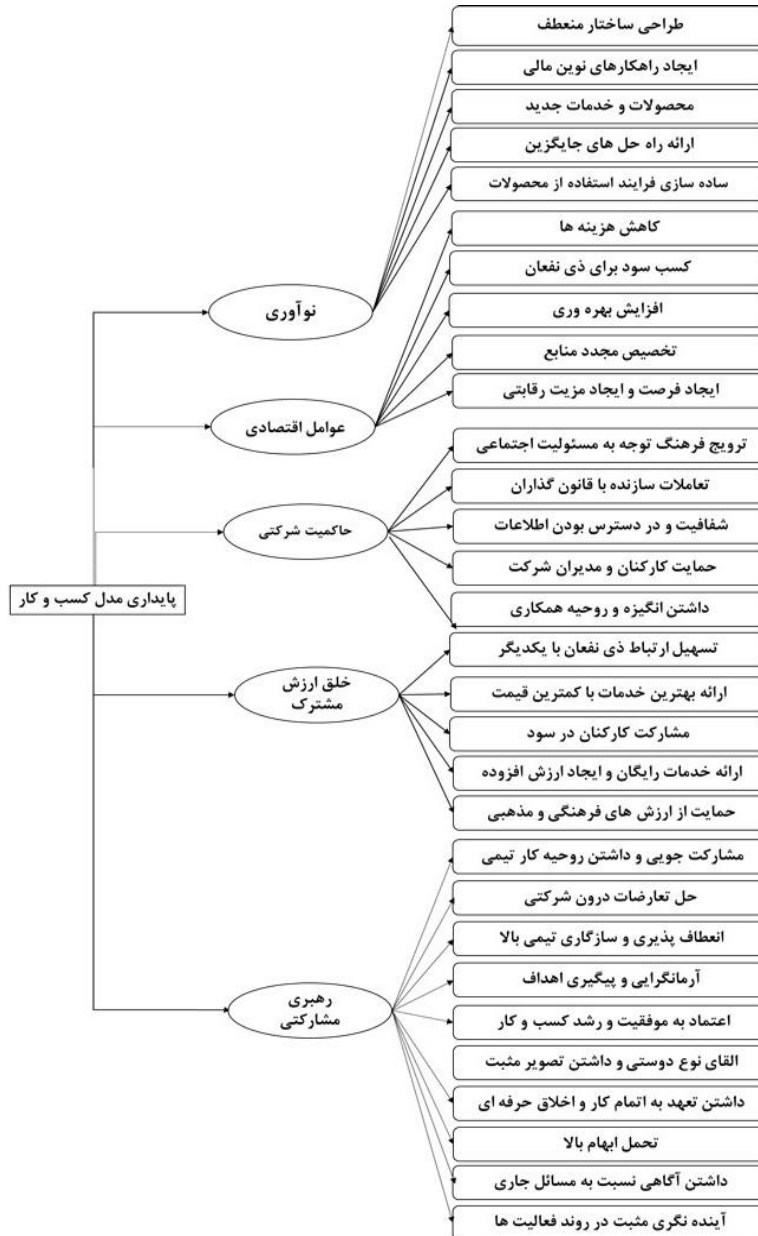 طراحی ساختار منعطف
ایجاد راهکارهای نوین مالی
محصولات و خدمات جدید
ارائه راه حل های جایگزین
ساده سازی فرایند استفاده از محصولات
نوآوری
کاهش هزینه ها
کسب سود برای ذی نفعان
افزایش بهره وری
تخصیص مجدد منابع
ایجاد فرصت و ایجاد مزیت رقابتی
عوامل اقتصادی
ترویج فرهنگ توجه به مسئولیت اجتماعی
تعاملات سازنده با قانون گذاران
شفافیت و در دسترس بودن اطلاعات
حمایت کارکنان و مدیران شرکت
داشتن انگیزه و روحیه همکاری
حاکمیت شرکتی
پایداری مدل کسب و کار
تسهیل ارتباط ذی نفعان با یکدیگر
ارائه بهترین خدمات با کمترین قیمت
مشارکت کارکنان در سود
ارائه خدمات رایگان و ایجاد ارزش افزوده
حمایت از ارزش های فرهنگی و مذهبی
خلق ارزش
مشترک
مشارکت جویی و داشتن روحیه کار تیمی
حل تعارضات درون شرکتی
انعطاف پذیری و سازگاری تیمی بالا
آرمانگرایی و پیگیری اهداف
اعتماد به موفقیت و رشد کسب و کار
القای نوع دوستی و داشتن تصویر مثبت
داشتن تعهد به اتمام کار و اخلاق حرفه ای
تحمل ابهام بالا
داشتن آگاهی نسبت به مسائل جاری
آینده نگری مثبت در روند فعالیت ها
رهبری
مشارکتی